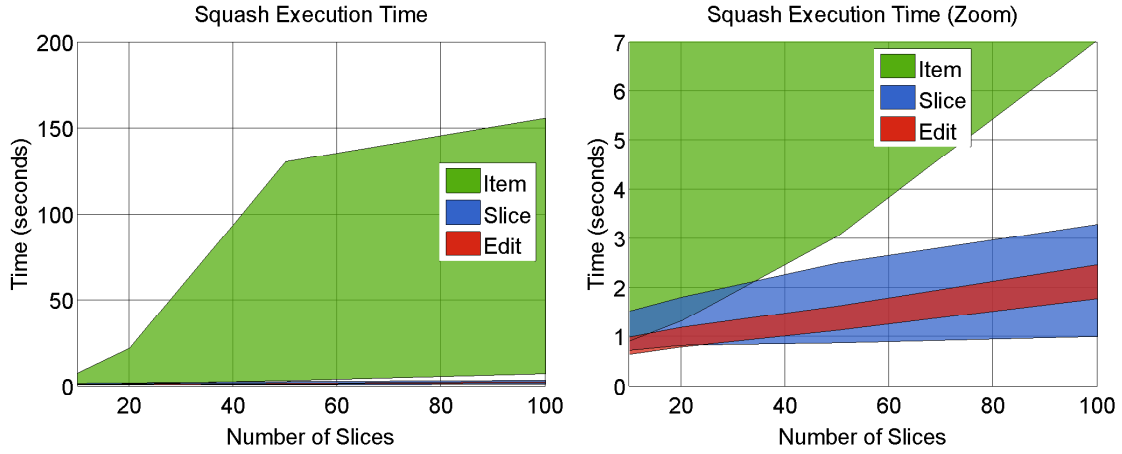 Squash Execution Time
200
150
100
50
0
20
40
60
80
100
Time (seconds)
Number of Slices
Item
Slice
Edit
Squash Execution Time (Zoom)
7
6
5
4
3
2
1
0
20
40
60
80
100
Time (seconds)
Number of Slices
Item
Slice
Edit